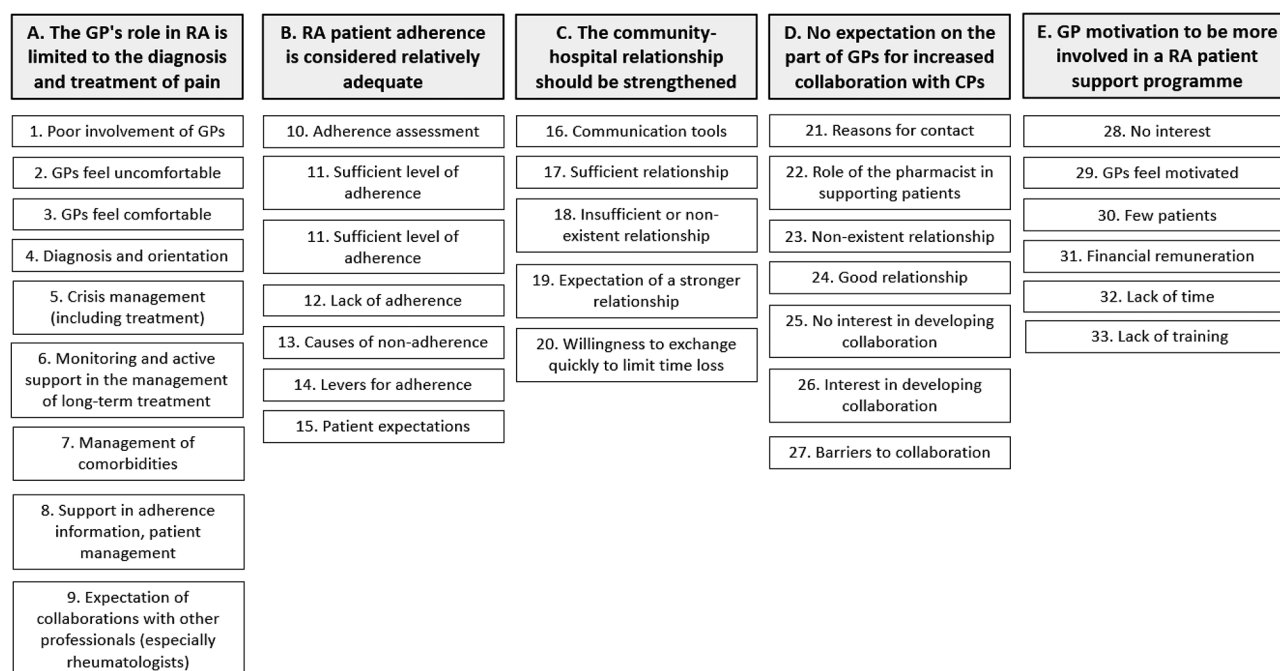 A. The GP's role in RA is
limited to the diagnosis
and treatment of pain
1. Poor involvement of GPs
2. GPs feel uncomfortable
3. GPs feel comfortable
4. Diagnosis and orientation
5. Crisis management
(including treatment)
6. Monitoring and active
support in the management
of long-term treatment
7. Management of
comorbidities
8. Support in adherence
information, patient
management
9. Expectation of
collaborations with other
professionals (especially
rheumatologists)
B. RA patient adherence
is considered relatively
adequate
10. Adherence assessment
11. Sufficient level of
adherence
11. Sufficient level of
adherence
12. Lack of adherence
13. Causes of non-adherence
14. Levers for adherence
15. Patient expectations
C. The community-
hospital relationship
should be strengthened
16. Communication tools
17. Sufficient relationship
18. Insufficient or non-
existent relationship
19. Expectation of a stronger
relationship
20. Willingness to exchange
quickly to limit time loss
D. No expectation on the
part of GPs for increased
collaboration with CPs
21. Reasons for contact
22. Role of the pharmacist in
supporting patients
23. Non-existent relationship
24. Good relationship
25. No interest in developing
collaboration
26. Interest in developing
collaboration
27. Barriers to collaboration
E. GP motivation to be more
involved in a RA patient
support programme
28. No interest
29. GPs feel motivated
30. Few patients
31. Financial remuneration
32. Lack of time
33. Lack of training